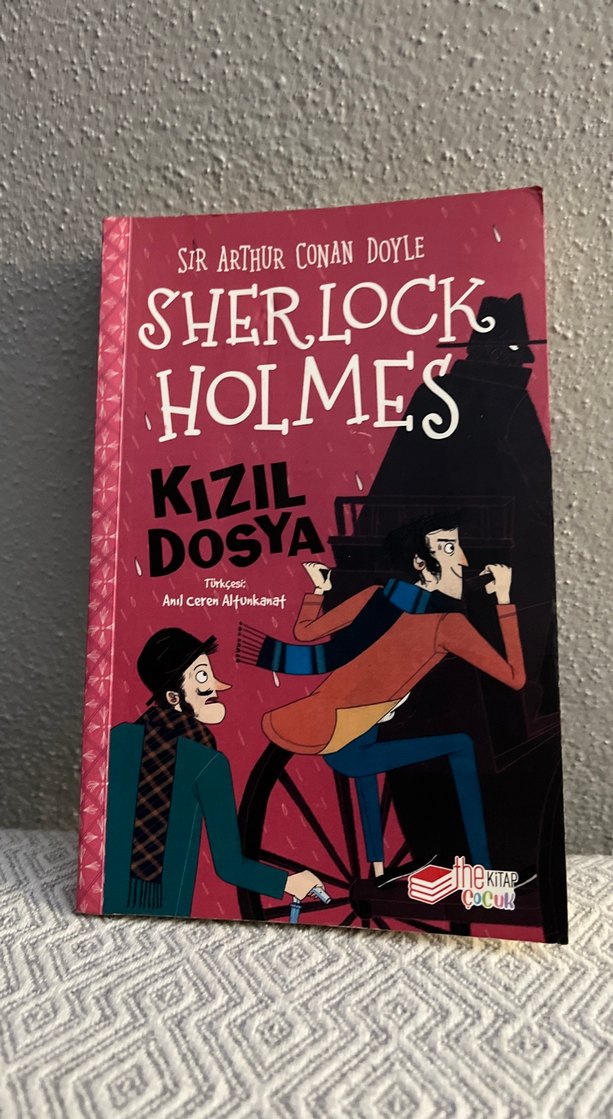 SIR ARTHUR CONAN DOYLE
SHERLOCK
HOLMES
KIZIL
DOSYA
Türkçesi:
Anıl Ceren Altunkanat
the KİTAP
ÇOCUK